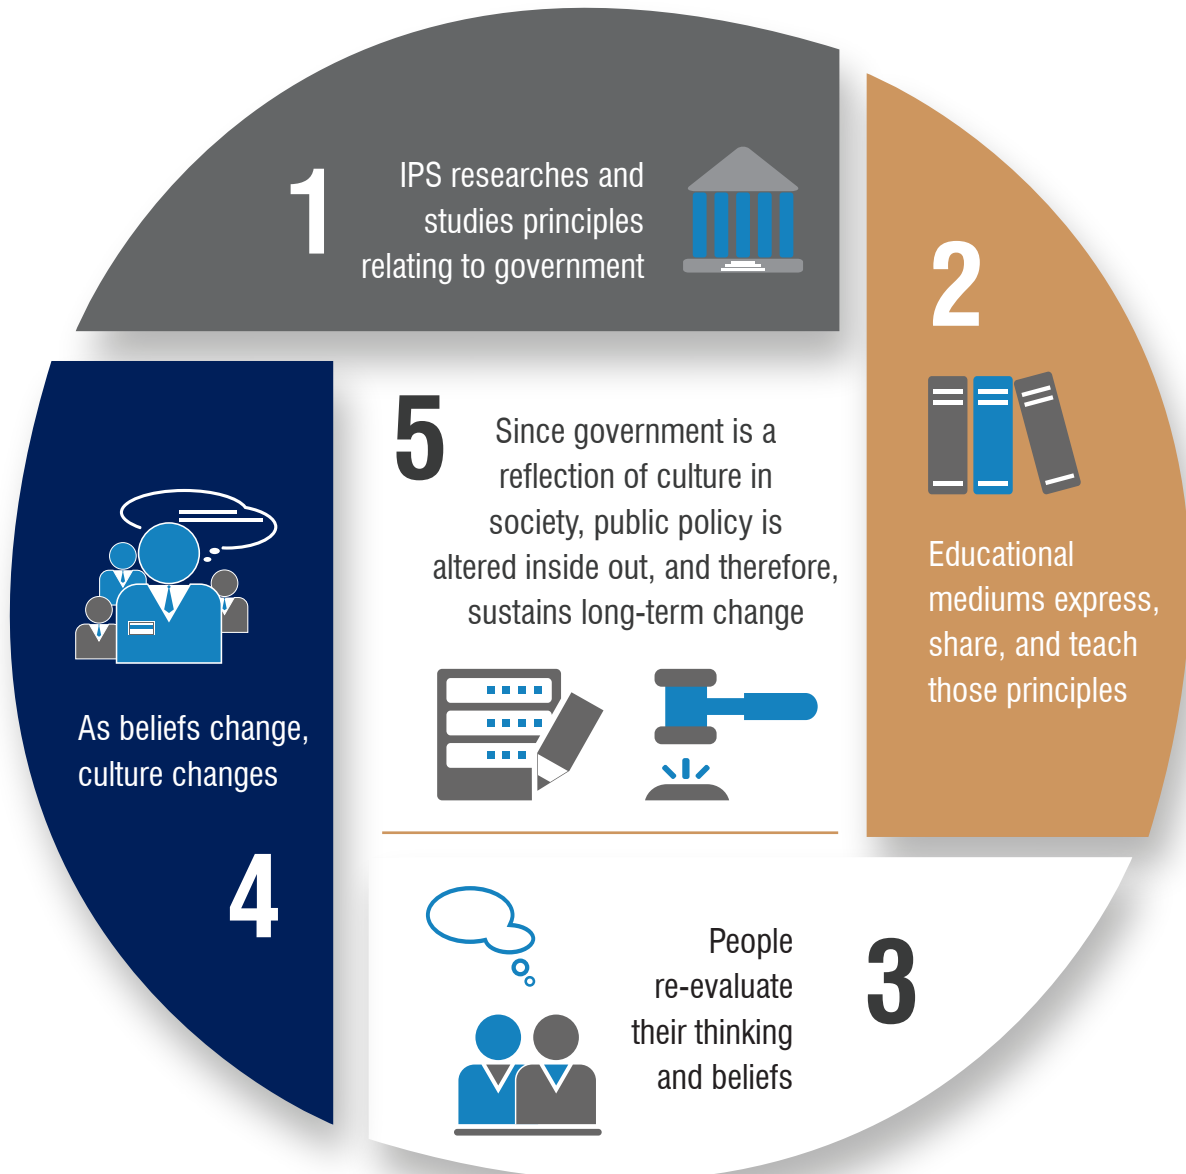 1
IPS researches and
studies principles
relating to government
2
Educational
mediums express,
share, and teach
those principles
3
People
re-evaluate
their thinking
and beliefs
4
As beliefs change,
culture changes
5
Since government is a
reflection of culture in
society, public policy is
altered inside out, and therefore,
sustains long-term change